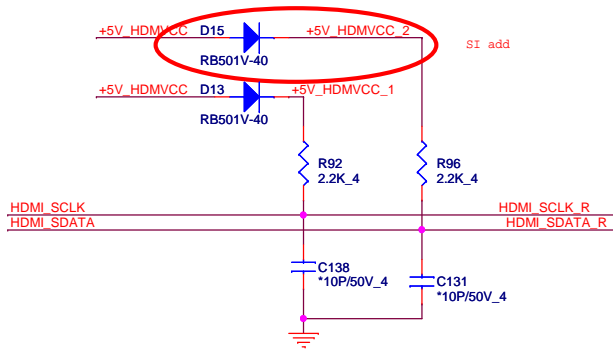 +5V_HDMVCC D15 +5V_HDMVCC_2
SI add
RB501V-40
+5V_HDMVCC D13 +5V_HDMVCC_1
RB501V-40
R92 R96
2.2K_4 2.2K_4
HDMI_SCLK HDMI_SCLK_R
HDMI_SDATA HDMI_SDATA_R
C138 C131
*10P/50V_4 *10P/50V_4